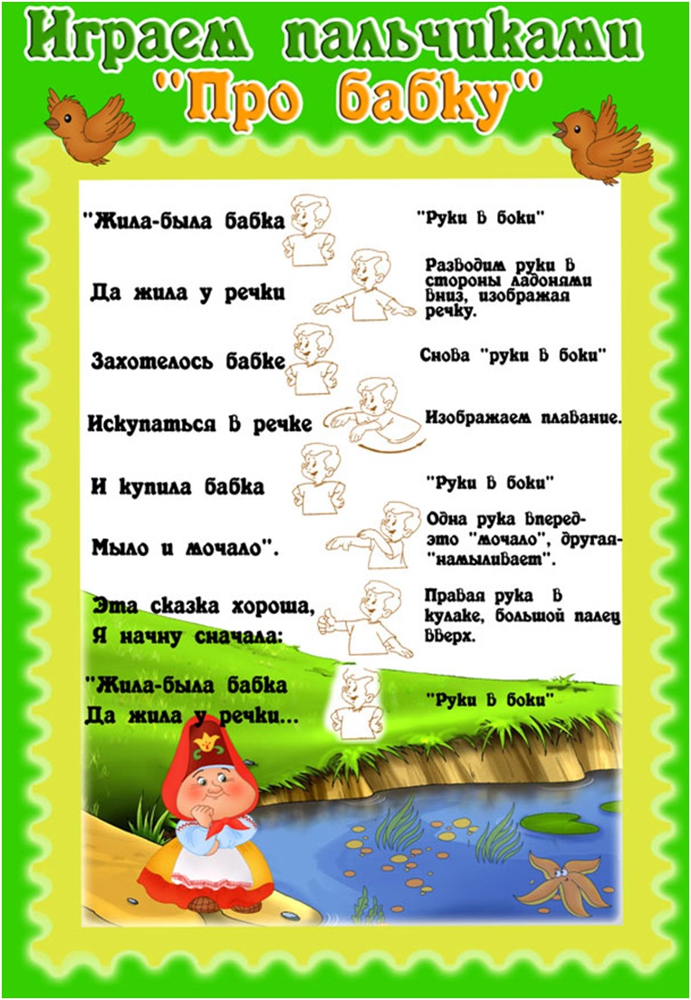 Играем пальчиками
"Про бабку"
"Жила-была бабка
"Руки в боки"
Да жила у речки
Разводим руки в
стороны ладонями
вниз, изображая
речку.
Захотелось бабке
Снова "руки в боки"
Искупаться в речке
Изображаем плавание.
И купила бабка
"Руки в боки"
Мыло и мочало".
Одна рука вперед-
это "мочало", другая-
"намыливает".
Эта сказка хороша,
Я начну сначала:
Правая рука в
кулаке, большой палец
вверх.
"Жила-была бабка
Да жила у речки...
"Руки в боки"